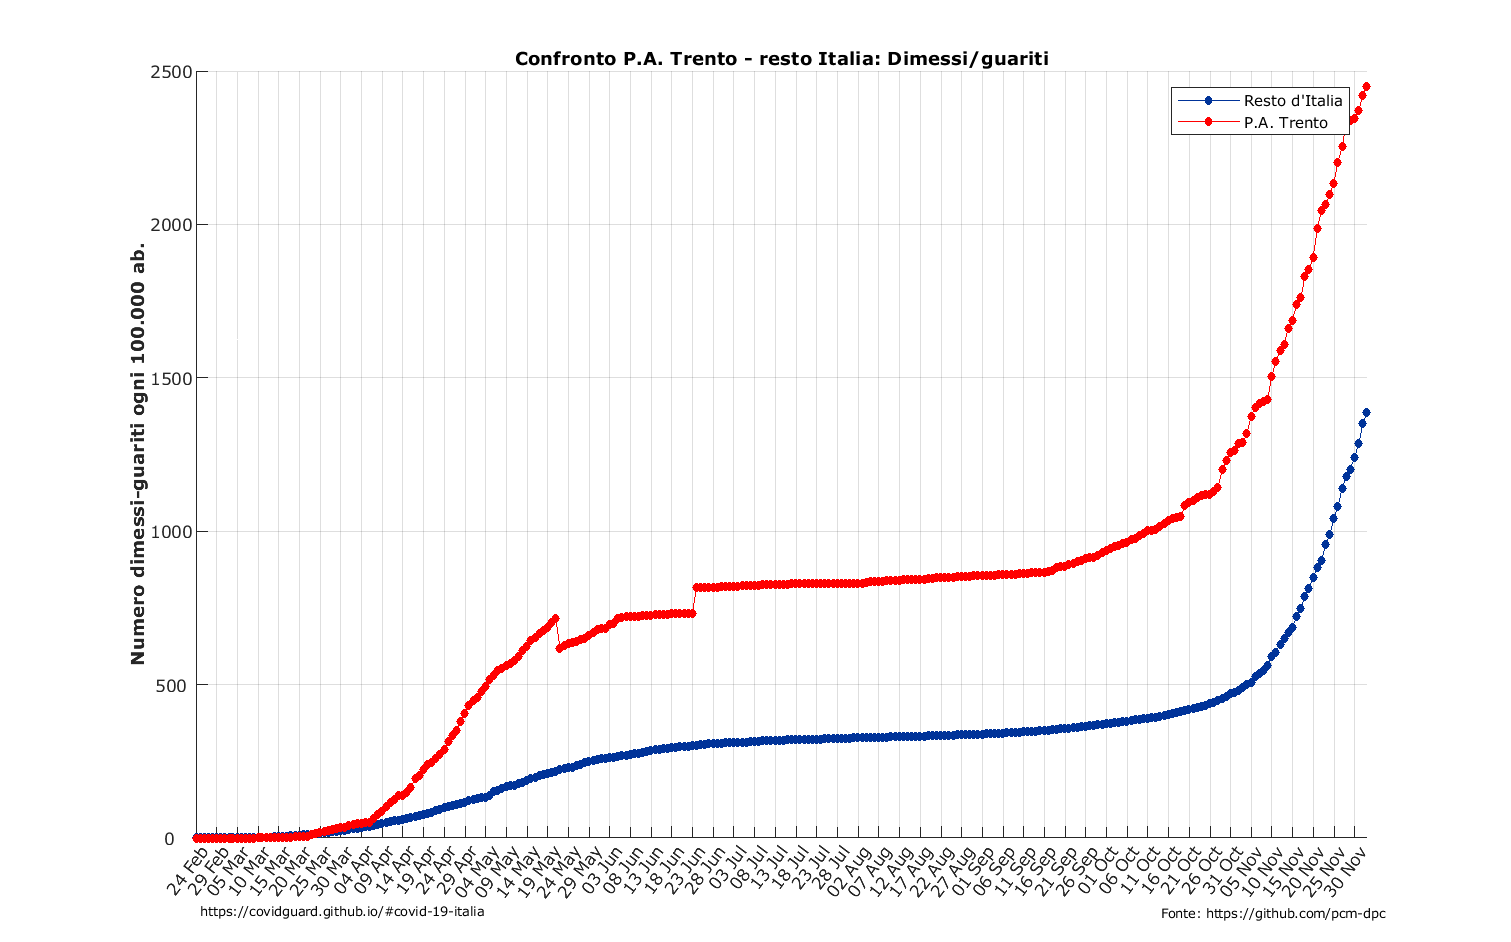 Confronto P.A. Trento - resto Italia: Dimessi/guariti
Resto d'Italia
P.A. Trento
Numero dimessi-guariti ogni 100.000 ab.
2500
2000
1500
1000
500
0
24 Feb
29 Feb
05 Mar
10 Mar
15 Mar
20 Mar
25 Mar
30 Mar
04 Apr
09 Apr
14 Apr
19 Apr
24 Apr
29 Apr
04 May
09 May
14 May
19 May
24 May
29 May
03 Jun
08 Jun
13 Jun
18 Jun
23 Jun
28 Jun
03 Jul
08 Jul
13 Jul
18 Jul
23 Jul
28 Jul
02 Aug
07 Aug
12 Aug
17 Aug
22 Aug
27 Aug
01 Sep
06 Sep
11 Sep
16 Sep
21 Sep
26 Sep
01 Oct
06 Oct
11 Oct
16 Oct
21 Oct
26 Oct
31 Oct
05 Nov
10 Nov
15 Nov
20 Nov
25 Nov
30 Nov
https://covidguard.github.io/#covid-19-italia
Fonte: https://github.com/pcm-dpc